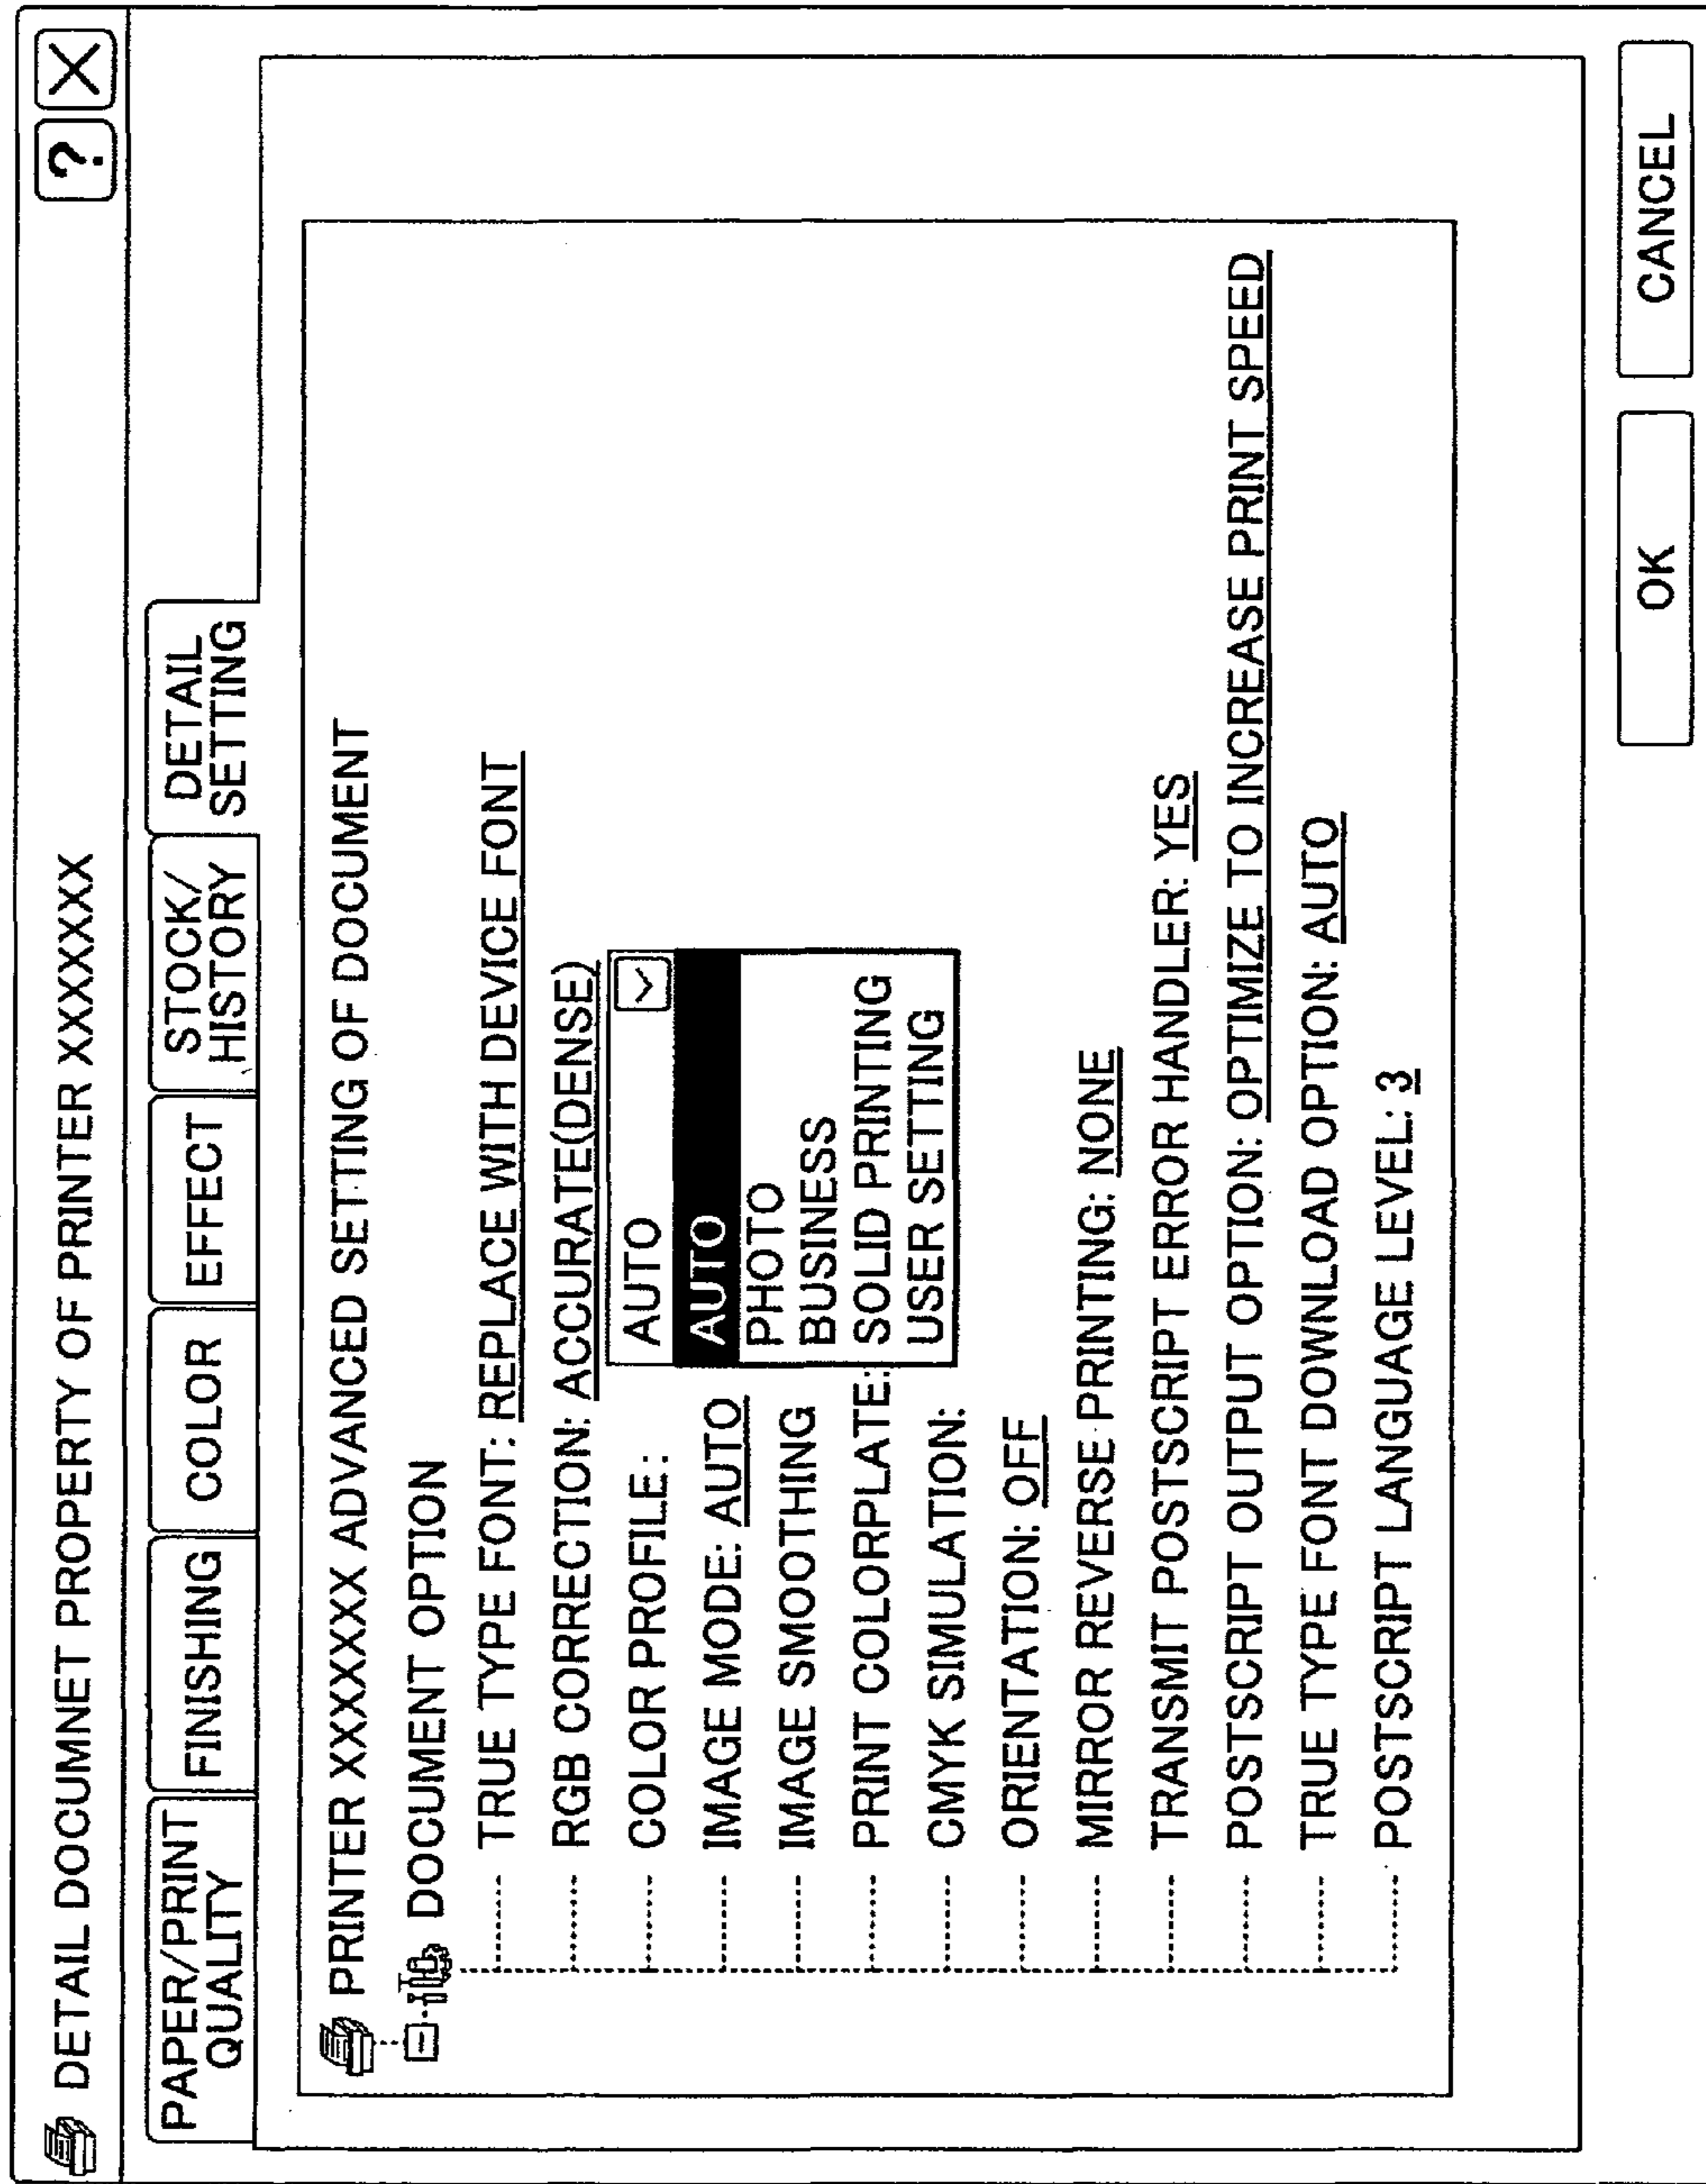 DETAIL DOCUMNET PROPERTY OF PRINTER XXXXXXX
?
X
PAPER/PRINT
QUALITY
FINISHING
COLOR
EFFECT
STOCK/
HISTORY
DETAIL
SETTING
PRINTER XXXXXXX ADVANCED SETTING OF DOCUMENT
DOCUMENT OPTION
TRUE TYPE FONT: REPLACE WITH DEVICE FONT
RGB CORRECTION: ACCURATE(DENSE)
COLOR PROFILE: AUTO
AUTO
PHOTO
BUSINESS
SOLID PRINTING
USER SETTING
IMAGE MODE: AUTO
IMAGE SMOOTHING
PRINT COLORPLATE:
CMYK SIMULATION:
ORIENTATION: OFF
MIRROR REVERSE PRINTING: NONE
TRANSMIT POSTSCRIPT ERROR HANDLER: YES
POSTSCRIPT OUTPUT OPTION: OPTIMIZE TO INCREASE PRINT SPEED
TRUE TYPE FONT DOWNLOAD OPTION: AUTO
POSTSCRIPT LANGUAGE LEVEL: 3
OK
CANCEL